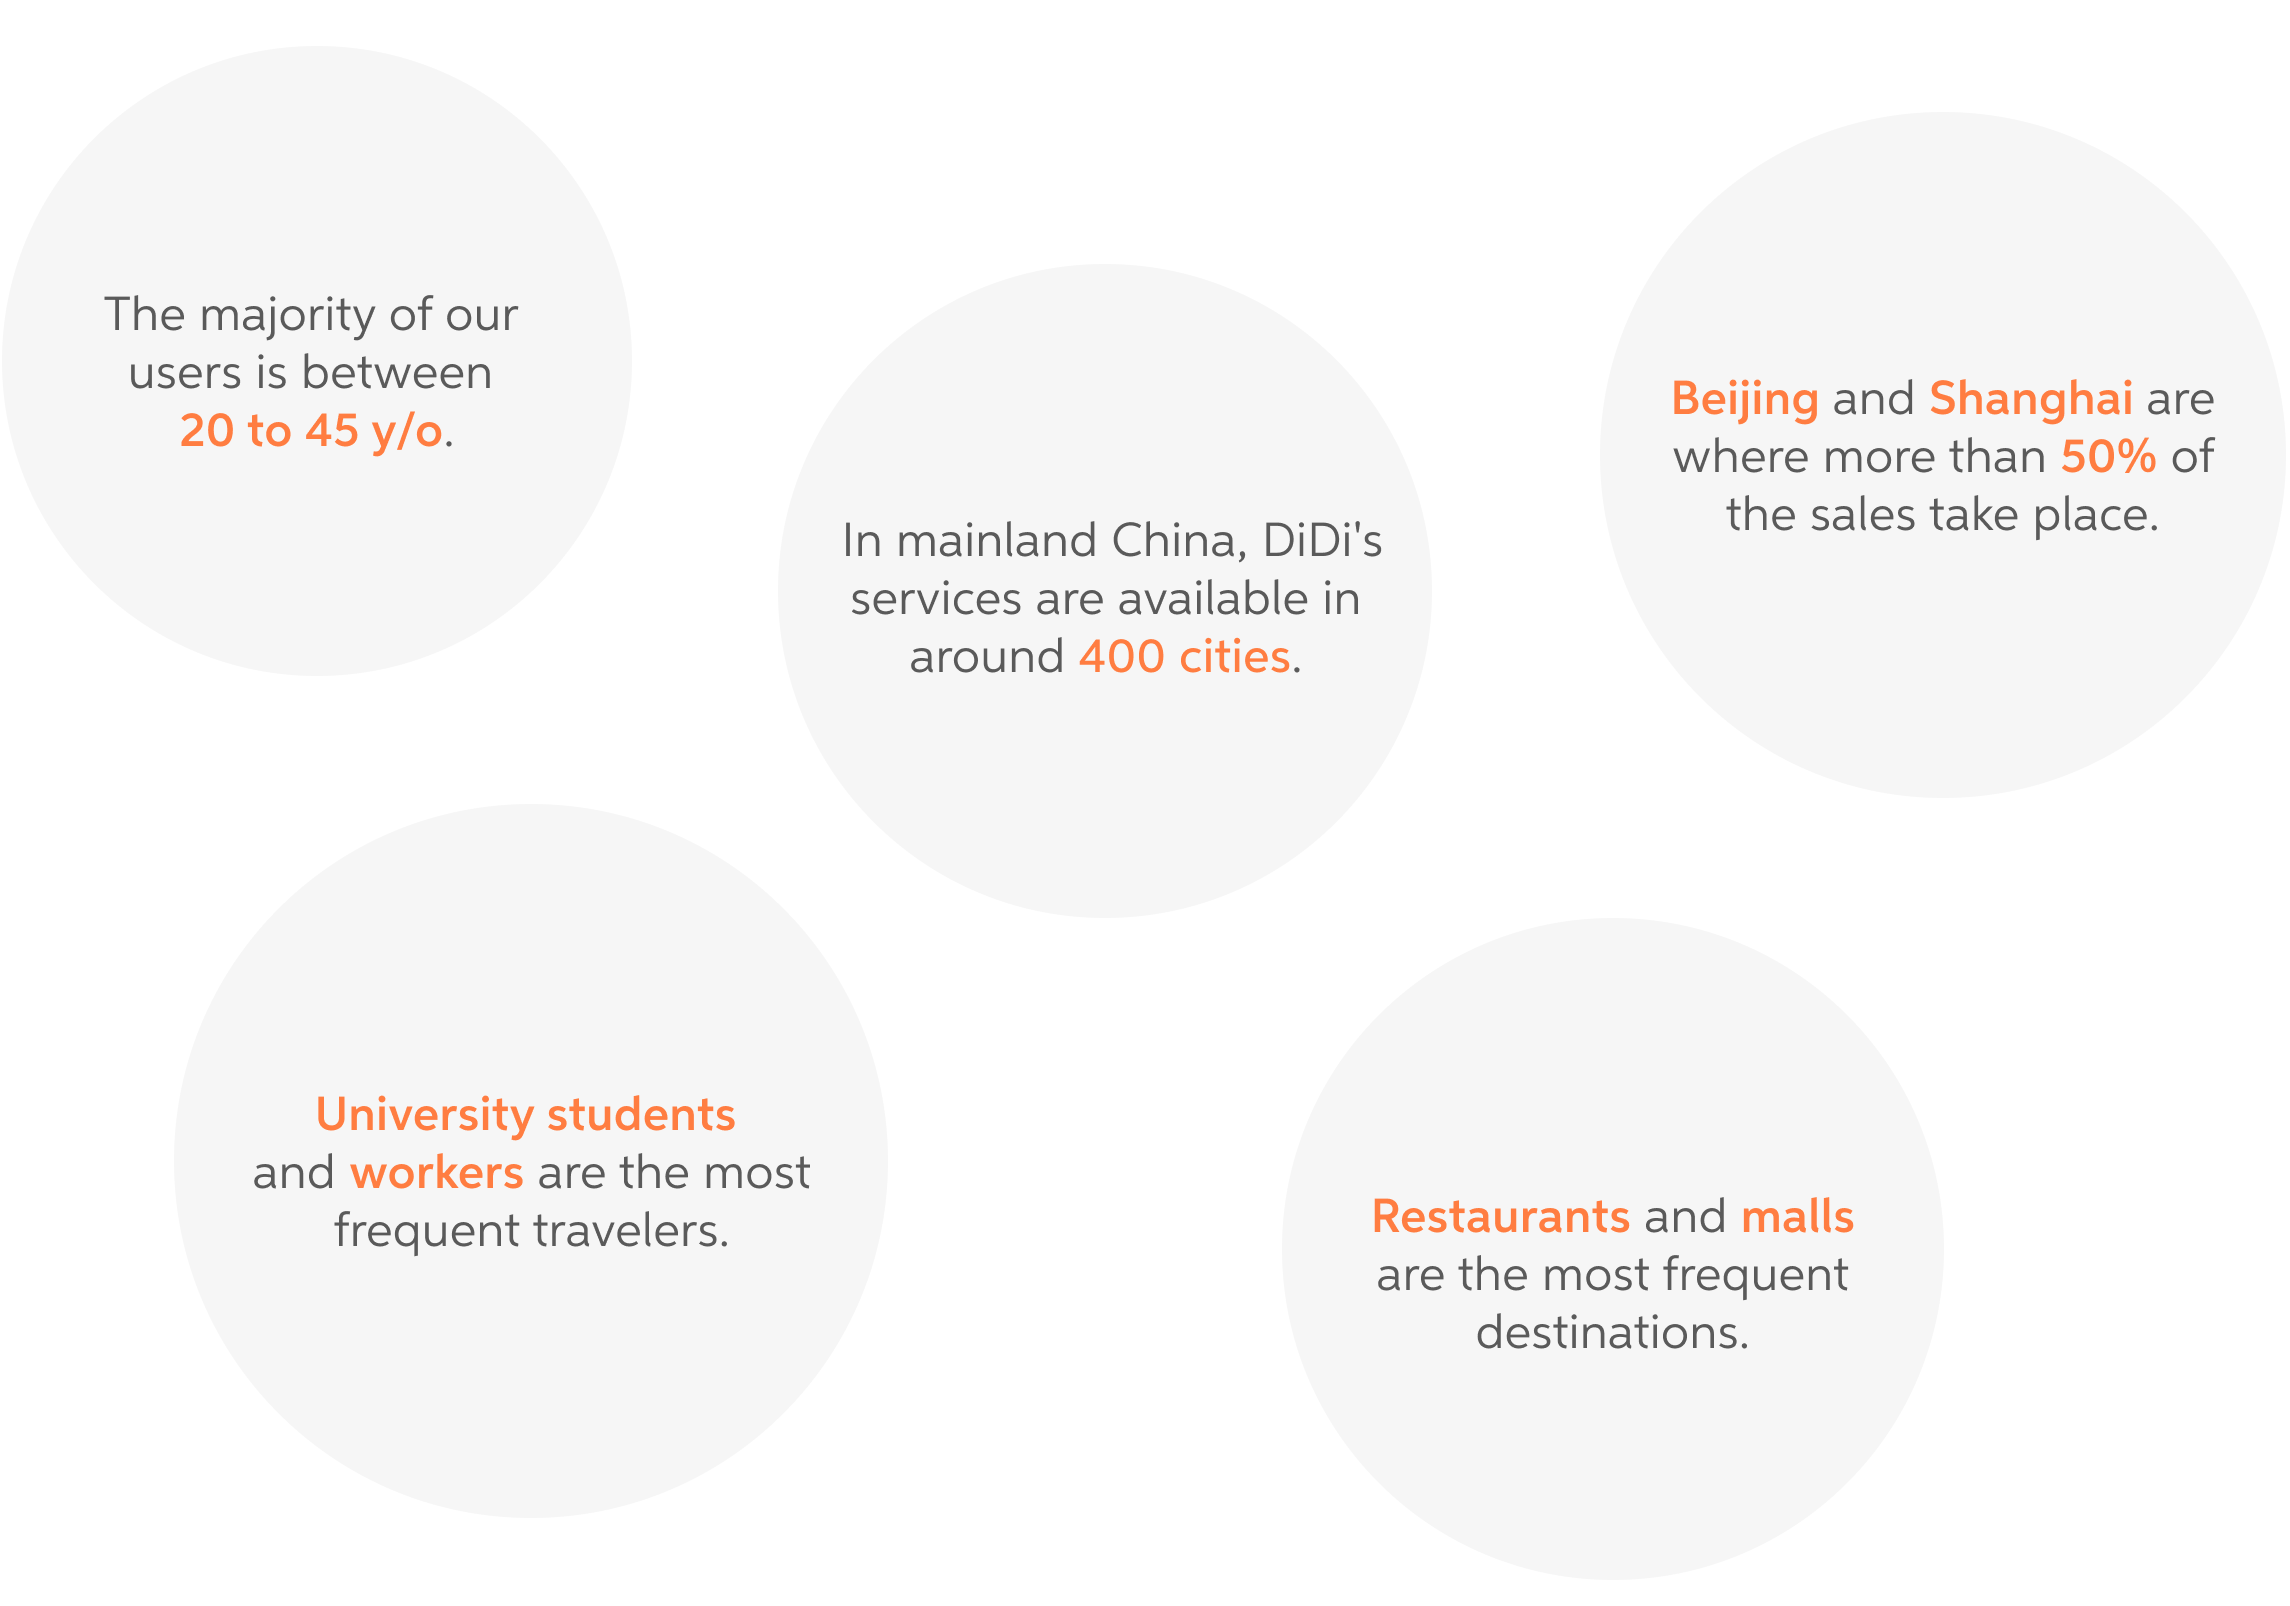 The majority of our
users is between
20 to 45 y/o.
In mainland China, DiDi's
services are available in
around 400 cities.
Beijing and Shanghai are
where more than 50% of
the sales take place.
University students
and workers are the most
frequent travelers.
Restaurants and malls
are the most frequent
destinations.